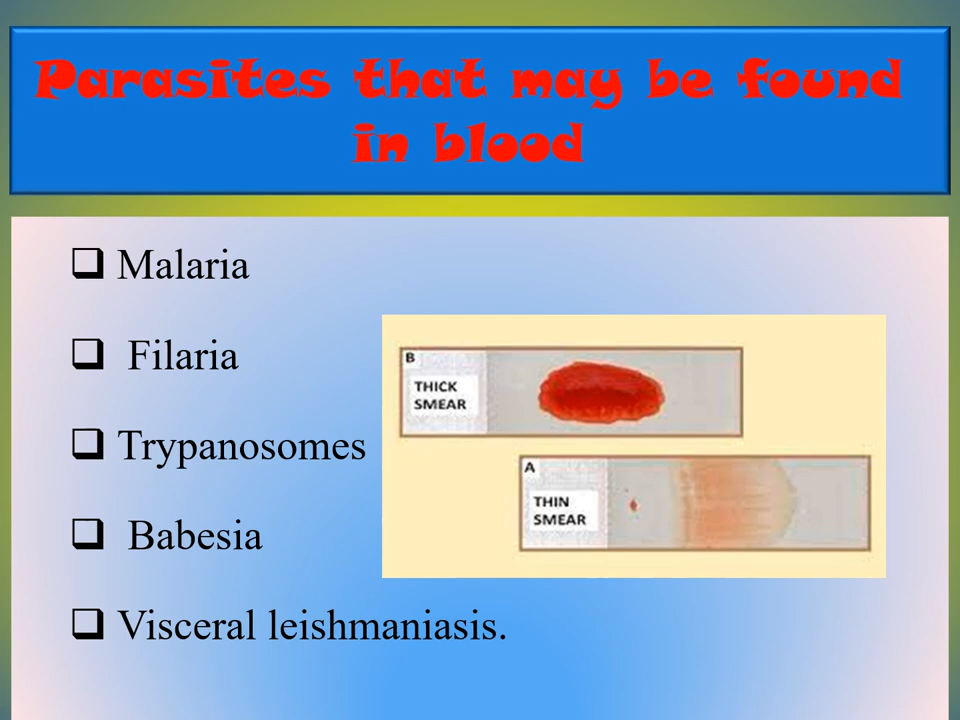 Parasites that may be found
in blood
❑ Malaria
❑ Filaria
❑ Trypanosomes
❑ Babesia
❑ Visceral leishmaniasis.
B
THICK
SMEAR
A
THIN
SMEAR